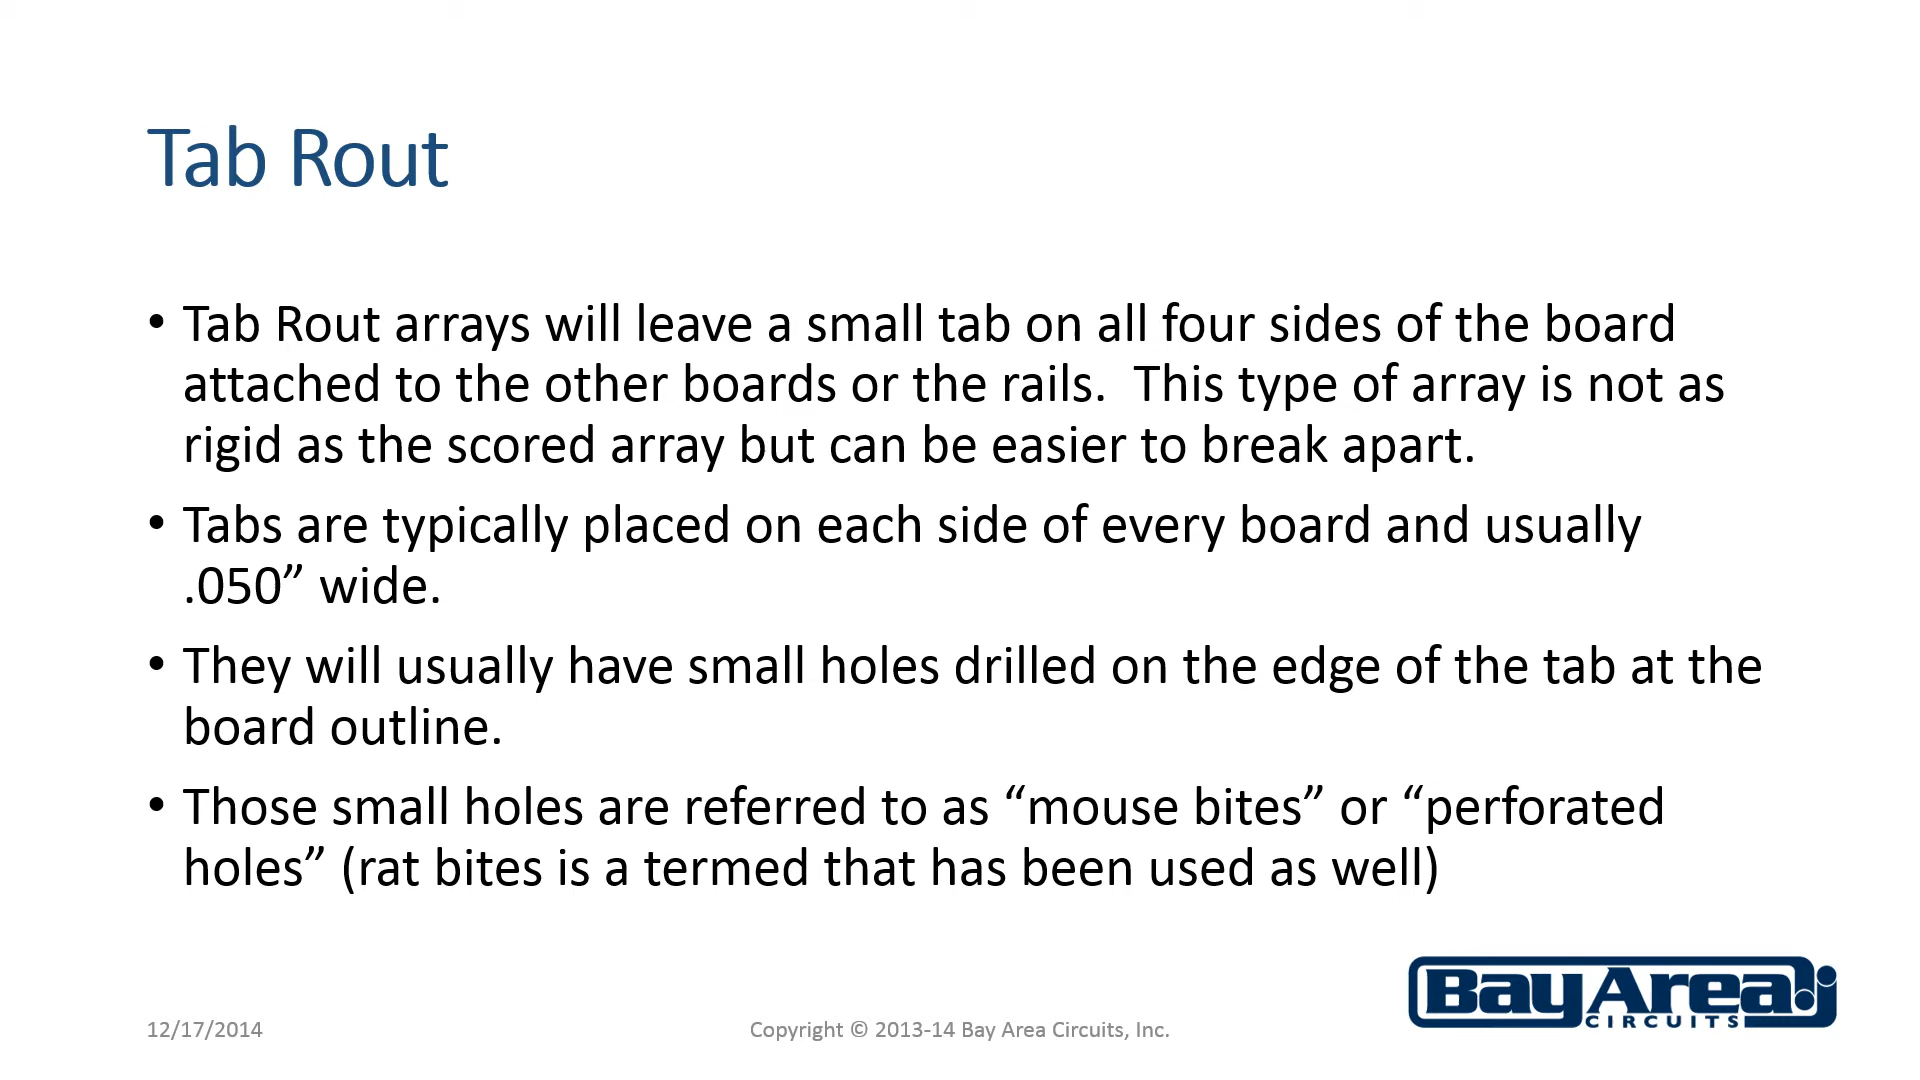 Tab Rout
• Tab Rout arrays will leave a small tab on all four sides of the board
attached to the other boards or the rails.  This type of array is not as
rigid as the scored array but can be easier to break apart.
• Tabs are typically placed on each side of every board and usually
.050” wide.
• They will usually have small holes drilled on the edge of the tab at the
board outline.
• Those small holes are referred to as “mouse bites” or “perforated
holes” (rat bites is a termed that has been used as well)
Bay Area
CIRCUITS
12/17/2014
Copyright © 2013-14 Bay Area Circuits, Inc.